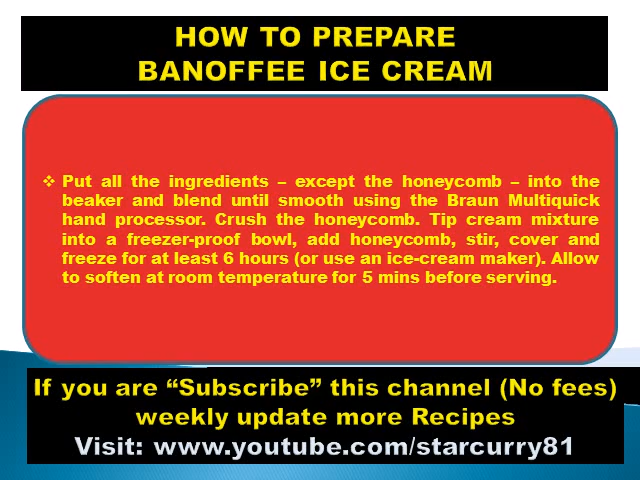 HOW TO PREPARE
BANOFFEE ICE CREAM
❖ Put all the ingredients – except the honeycomb – into the
beaker and blend until smooth using the Braun Multiquick
hand processor. Crush the honeycomb. Tip cream mixture
into a freezer-proof bowl, add honeycomb, stir, cover and
freeze for at least 6 hours (or use an ice-cream maker). Allow
to soften at room temperature for 5 mins before serving.
If you are “Subscribe” this channel (No fees)
weekly update more Recipes
Visit: www.youtube.com/starcurry81